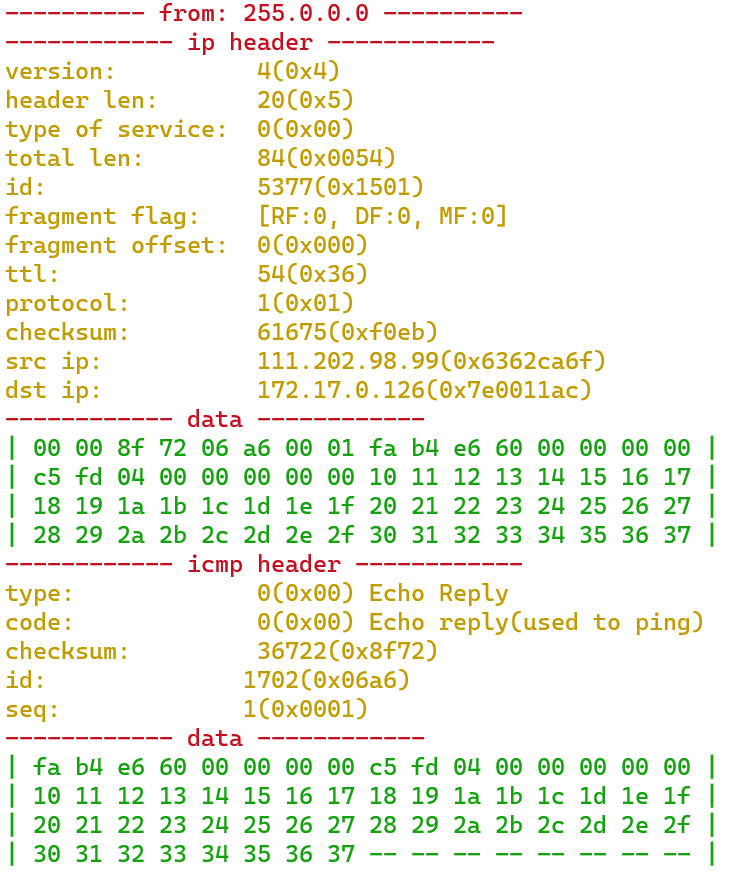 ---------- from: 255.0.0.0 ----------
------------ ip header ------------
version:          4(0x4)
header len:       20(0x5)
type of service:  0(0x00)
total len:        84(0x0054)
id:               5377(0x1501)
fragment flag:    [RF:0, DF:0, MF:0]
fragment offset:  0(0x000)
ttl:              54(0x36)
protocol:         1(0x01)
checksum:         61675(0xf0eb)
src ip:           111.202.98.99(0x6362ca6f)
dst ip:           172.17.0.126(0x7e0011ac)
------------ data ------------
| 00 00 8f 72 06 a6 00 01 fa b4 e6 60 00 00 00 00 |
| c5 fd 04 00 00 00 00 00 10 11 12 13 14 15 16 17 |
| 18 19 1a 1b 1c 1d 1e 1f 20 21 22 23 24 25 26 27 |
| 28 29 2a 2b 2c 2d 2e 2f 30 31 32 33 34 35 36 37 |
------------ icmp header ------------
type:             0(0x00) Echo Reply
code:             0(0x00) Echo reply(used to ping)
checksum:         36722(0x8f72)
id:              1702(0x06a6)
seq:             1(0x0001)
------------ data ------------
| fa b4 e6 60 00 00 00 00 c5 fd 04 00 00 00 00 00 |
| 10 11 12 13 14 15 16 17 18 19 1a 1b 1c 1d 1e 1f |
| 20 21 22 23 24 25 26 27 28 29 2a 2b 2c 2d 2e 2f |
| 30 31 32 33 34 35 36 37 -- -- -- -- -- -- -- -- |